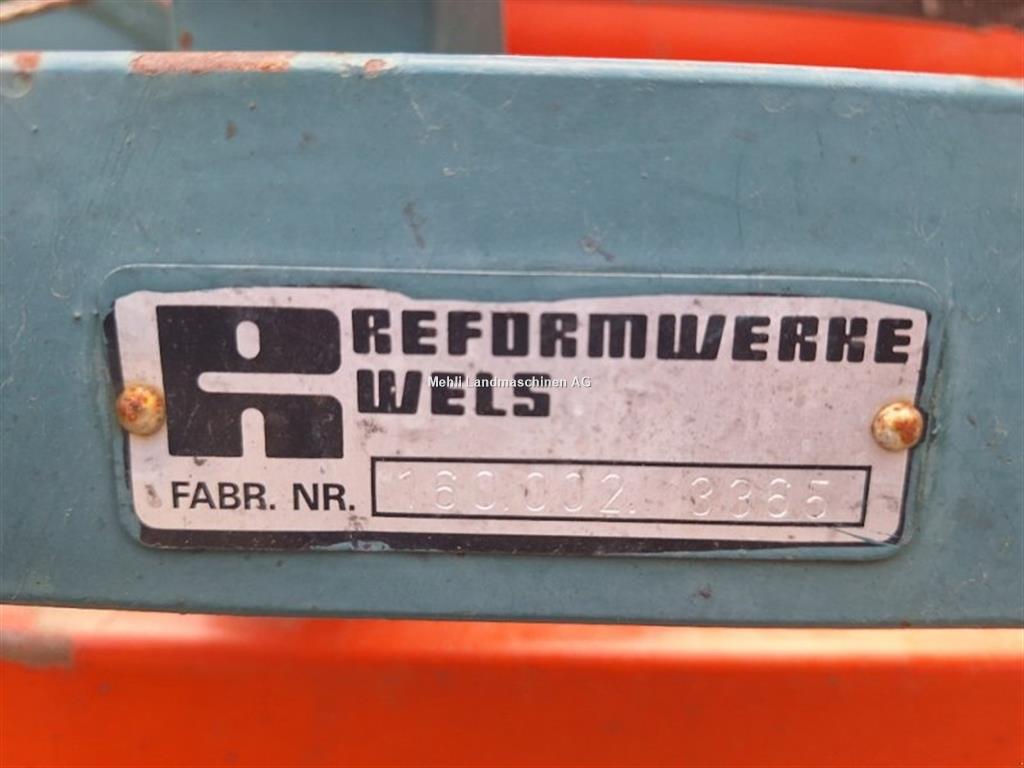 REFORMWERKE
WELS
Mehli Landmaschinen AG
FABR. NR. 160.002. 3365